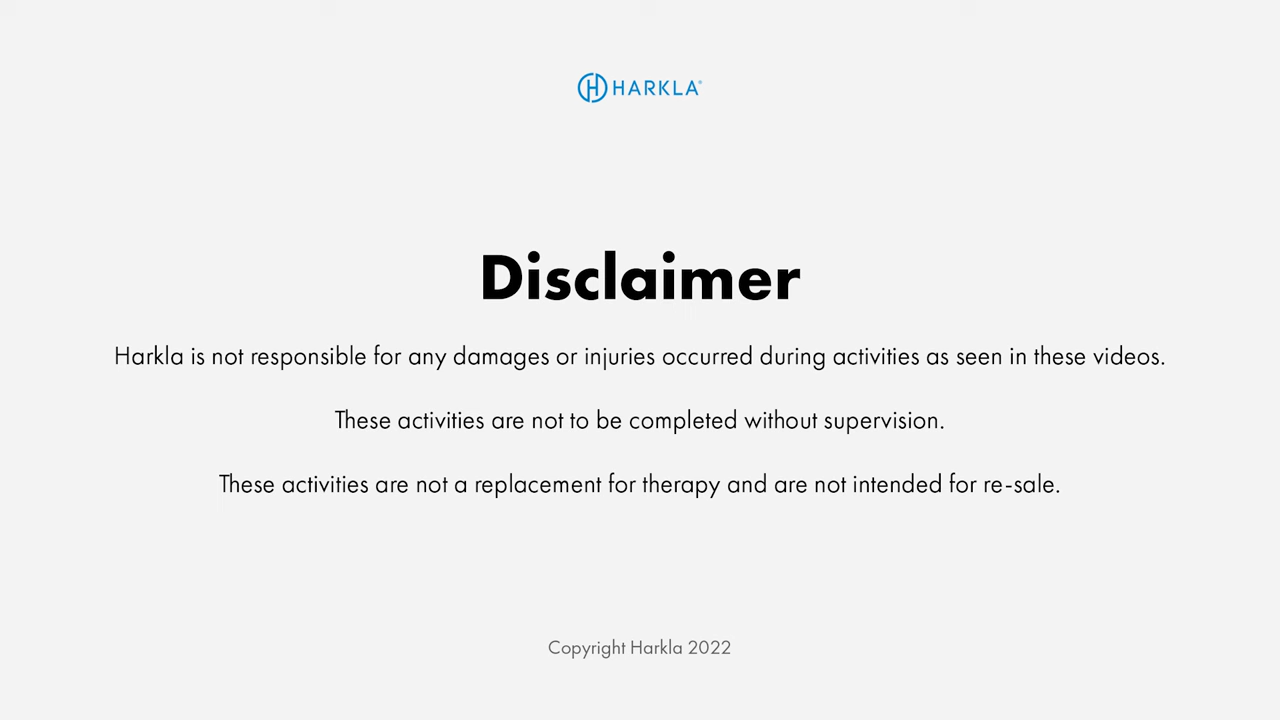 HARKLA®
Disclaimer
Harkla is not responsible for any damages or injuries occurred during activities as seen in these videos.
These activities are not to be completed without supervision.
These activities are not a replacement for therapy and are not intended for re-sale.
Copyright Harkla 2022